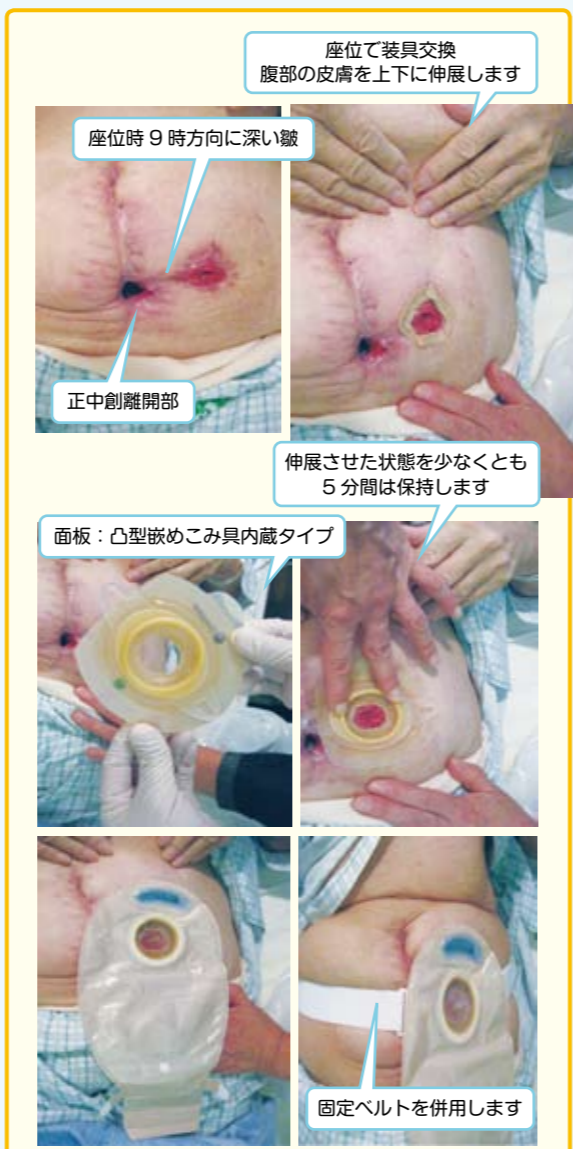 座位で装具交換
腹部の皮膚を上下に伸展します
座位時9時方向に深い皺
正中創離開部
伸展させた状態を少なくとも
5分間は保持します
面板：凸型嵌めこみ具内蔵タイプ
固定ベルトを併用します